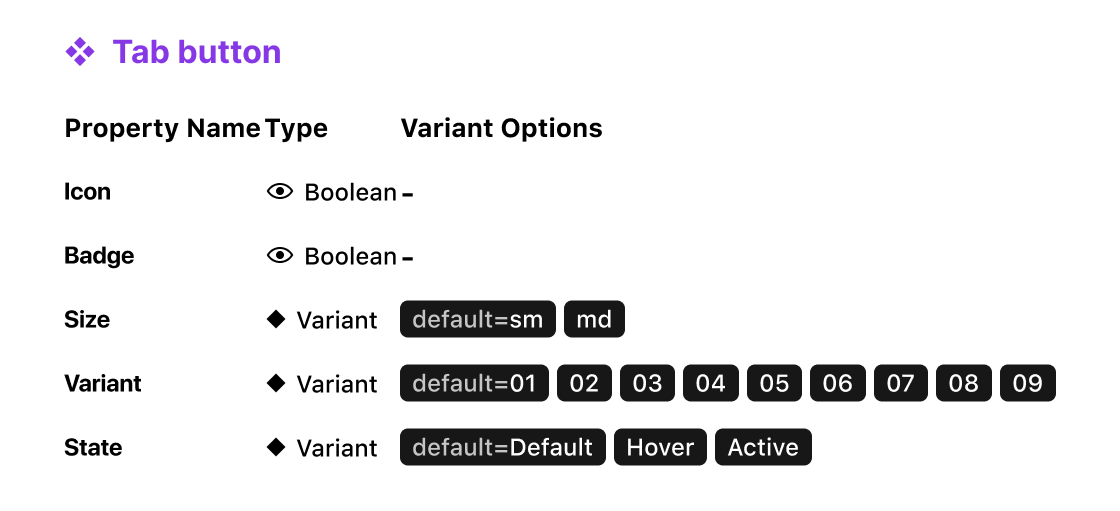 Tab button
Property Name Type Variant Options
Icon Boolean -
Badge Boolean -
Size Variant default=sm md
Variant Variant default=01 02 03 04 05 06 07 08 09
State Variant default=Default Hover Active